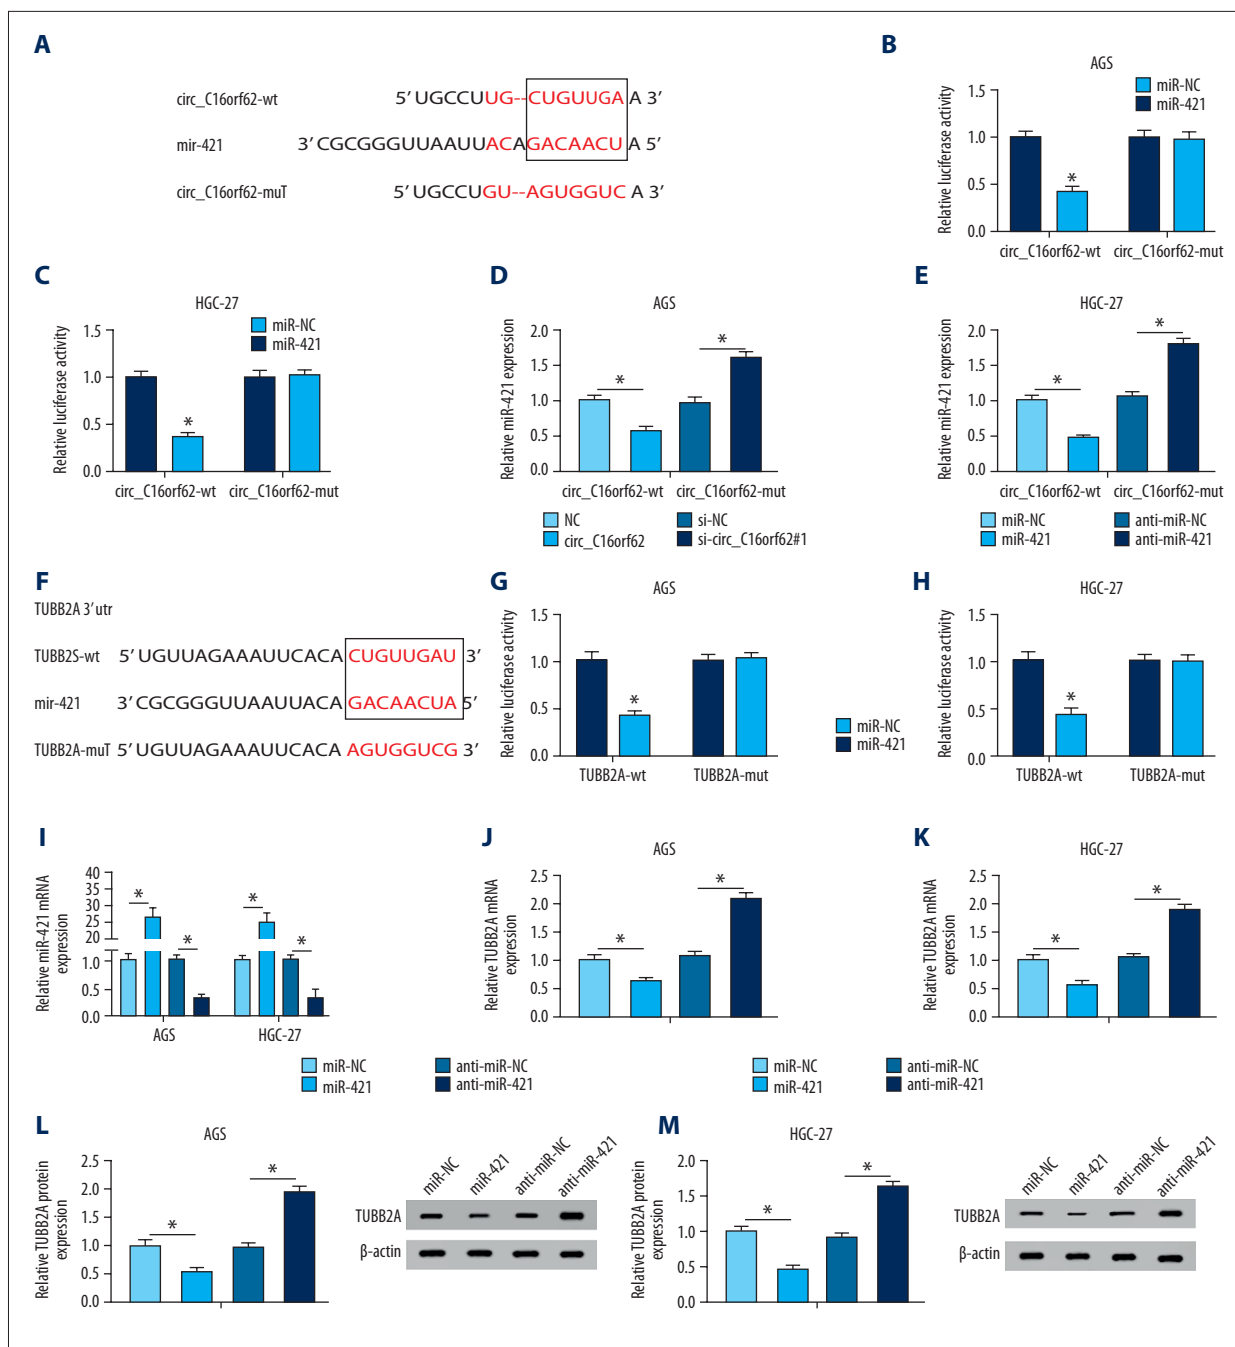 A
circ_C16orf62-wt 5′ UGCCUUG--CUGUUGA A 3′
mir-421 3′ CGCGGGUUAAUUACAGACAACU A 5′
circ_C16orf62-muT 5′ UGCCUGU--AGUGGUC A 3′
B
AGS
miR-NC
miR-421
Relative luciferase activity
1.5
1.0
0.5
0.0
*
circ_C16orf62-wt circ_C16orf62-mut
C
HGC-27
miR-NC
miR-421
Relative luciferase activity
1.5
1.0
0.5
0.0
*
circ_C16orf62-wt circ_C16orf62-mut
D
AGS
Relative miR-421 expression
2.0
1.5
1.0
0.5
0.0
* *
circ_C16orf62-wt circ_C16orf62-mut
NC si-NC
circ_C16orf62 si-circ_C16orf62#1
E
HGC-27
Relative miR-421 expression
2.0
1.5
1.0
0.5
0.0
* *
circ_C16orf62-wt circ_C16orf62-mut
miR-NC anti-miR-NC
miR-421 anti-miR-421
F
TUBB2A 3′ utr
TUBB2S-wt 5′ UGUUAGAAAUUCACA CUGUUGAU 3′
mir-421 3′ CGCGGGUUAAUUACA GACAACUA 5′
TUBB2A-muT 5′ UGUUAGAAAUUCACA AGUGGUCG 3′
G
AGS
Relative luciferase activity
1.5
1.0
0.5
0.0
*
TUBB2A-wt TUBB2A-mut
miR-NC
miR-421
H
HGC-27
Relative luciferase activity
1.5
1.0
0.5
0.0
*
TUBB2A-wt TUBB2A-mut
I
Relative miR-421 mRNA
expression
40
35
30
25
20
1.0
0.5
0.0
* * * *
AGS HGC-27
miR-NC anti-miR-NC
miR-421 anti-miR-421
J
AGS
Relative TUBB2A mRNA
expression
2.5
2.0
1.5
1.0
0.5
0.0
* *
K
HGC-27
Relative TUBB2A mRNA
expression
2.5
2.0
1.5
1.0
0.5
0.0
* *
miR-NC anti-miR-NC
miR-421 anti-miR-421
L
AGS
Relative TUBB2A protein
expression
2.5
2.0
1.5
1.0
0.5
0.0
* *
miR-NC miR-421 anti-miR-NC anti-miR-421
TUBB2A
β-actin
M
HGC-27
Relative TUBB2A protein
expression
2.0
1.5
1.0
0.5
0.0
* *
miR-NC miR-421 anti-miR-NC anti-miR-421
TUBB2A
β-actin